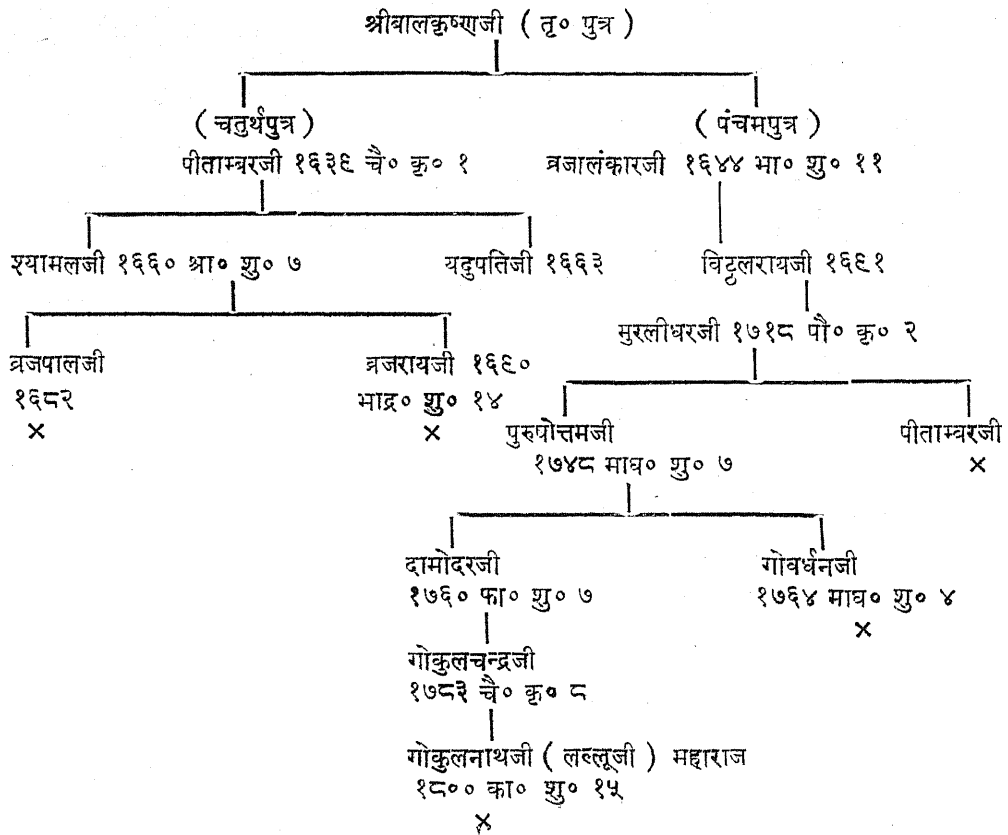 श्रीबालकृष्णजी ( तृ० पुत्र )
( चतुर्थपुत्र ) ( पंचमपुत्र )
पीताम्बरजी १६३९ चै० कृ० १ व्रजालंकारजी १६४४ भा० शु० ११
श्यामलजी १६६० श्रा० शु० ७ यदुपतिजी १६६३ विट्ठलरायजी १६९१
मुरलीधरजी १७१८ पौ० कृ० २
व्रजपालजी व्रजरायजी १६९०
१६८२ भाद्र० शु० १४
× × पुरुषोत्तमजी पीताम्बरजी
१७४८ माघ० शु० ७ ×
दामोदरजी गोवर्धनजी
१७६० फा० शु० ७ १७६४ माघ० शु० ४
×
गोकुलचन्द्रजी
१७८३ चै० कृ० ८
गोकुलनाथजी ( लल्लूजी ) महाराज
१८०० का० शु० १५
×